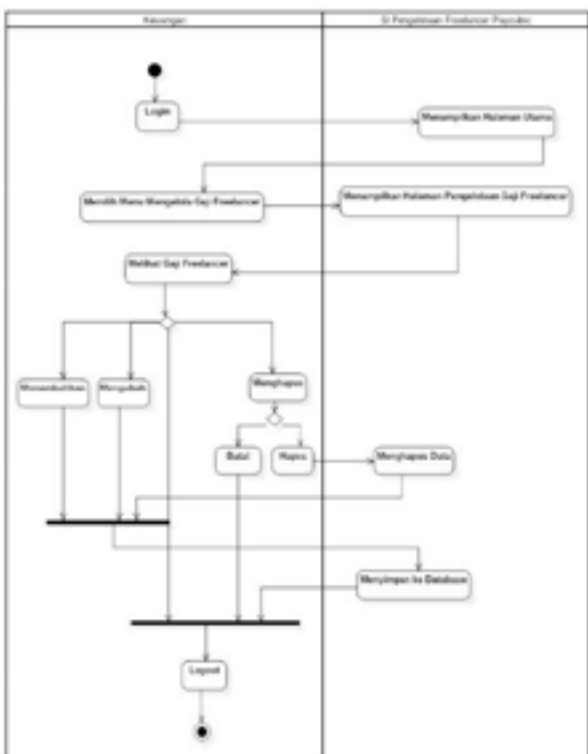 Keuangan
SI Pengelolaan Freelancer
Login
Menampilkan Halaman Utama
Memilih Menu Mengelola Gaji Freelancer
Menampilkan Halaman Pengelolaan Gaji Freelancer
Melihat Gaji Freelancer
Menambahkan
Mengubah
Menghapus
Batal
Hapus
Menghapus Data
Menyimpan ke Database
Logout